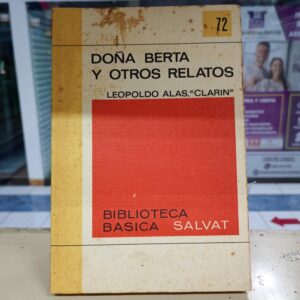 72
DOÑA BERTA
Y OTROS RELATOS
LEOPOLDO ALAS, "CLARIN"
BIBLIOTECA
BASICA SALVAT